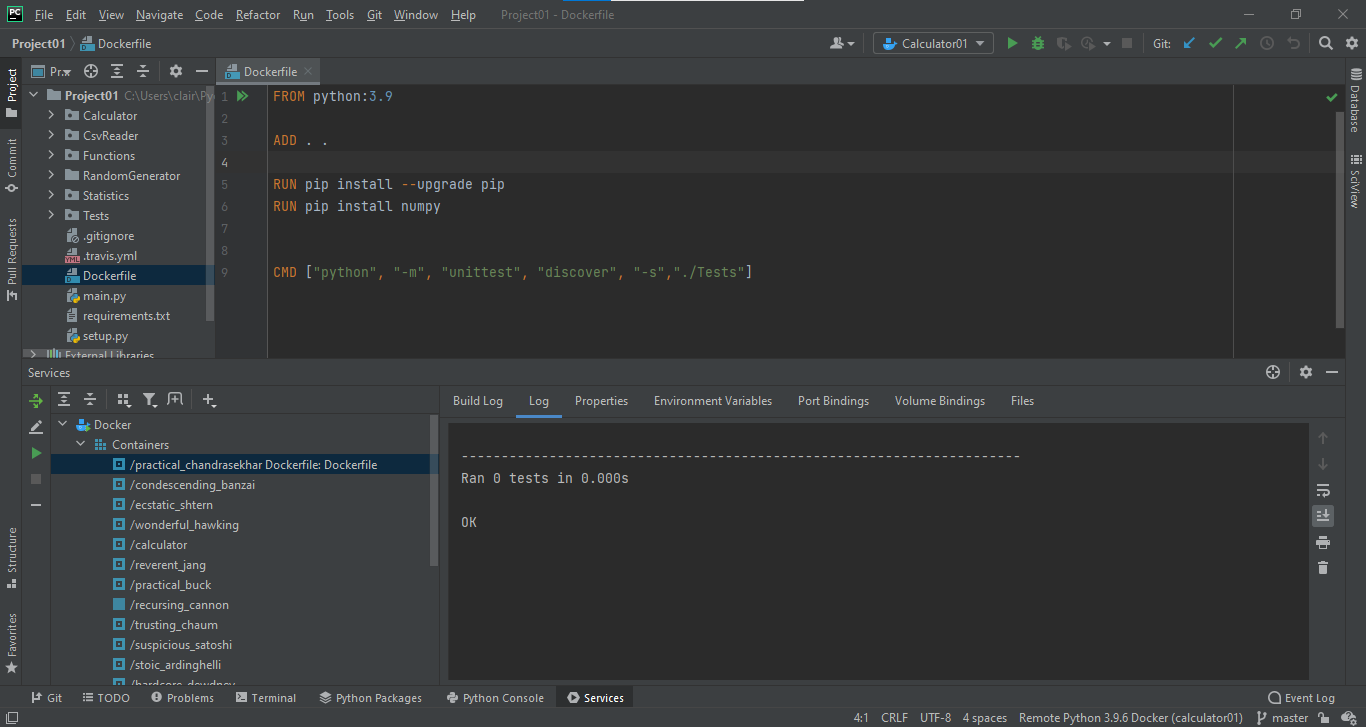 PC File Edit View Navigate Code Refactor Run Tools Git Window Help Project01 - Dockerfile
Project01 Dockerfile Calculator01 Git:
Project
Commit
Pull Requests
Structure
Favorites
Pr. Dockerfile
Project01 C:\Users\clair\Py
Calculator
CsvReader
Functions
RandomGenerator
Statistics
Tests
.gitignore
.travis.yml
Dockerfile
main.py
requirements.txt
setup.py
External Libraries
1 FROM python:3.9
2
3 ADD . .
4
5 RUN pip install --upgrade pip
6 RUN pip install numpy
7
8
9 CMD ["python", "-m", "unittest", "discover", "-s","./Tests"]
Database
SciView
Services
Docker
Containers
/practical_chandrasekhar Dockerfile: Dockerfile
/condescending_banzai
/ecstatic_shtern
/wonderful_hawking
/calculator
/reverent_jang
/practical_buck
/recursing_cannon
/trusting_chaum
/suspicious_satoshi
/stoic_ardinghelli
/hardcore_dewdney
Build Log Log Properties Environment Variables Port Bindings Volume Bindings Files
----------------------------------------------------------------------
Ran 0 tests in 0.000s
OK
Git TODO Problems Terminal Python Packages Python Console Services Event Log
4:1 CRLF UTF-8 4 spaces Remote Python 3.9.6 Docker (calculator01) master